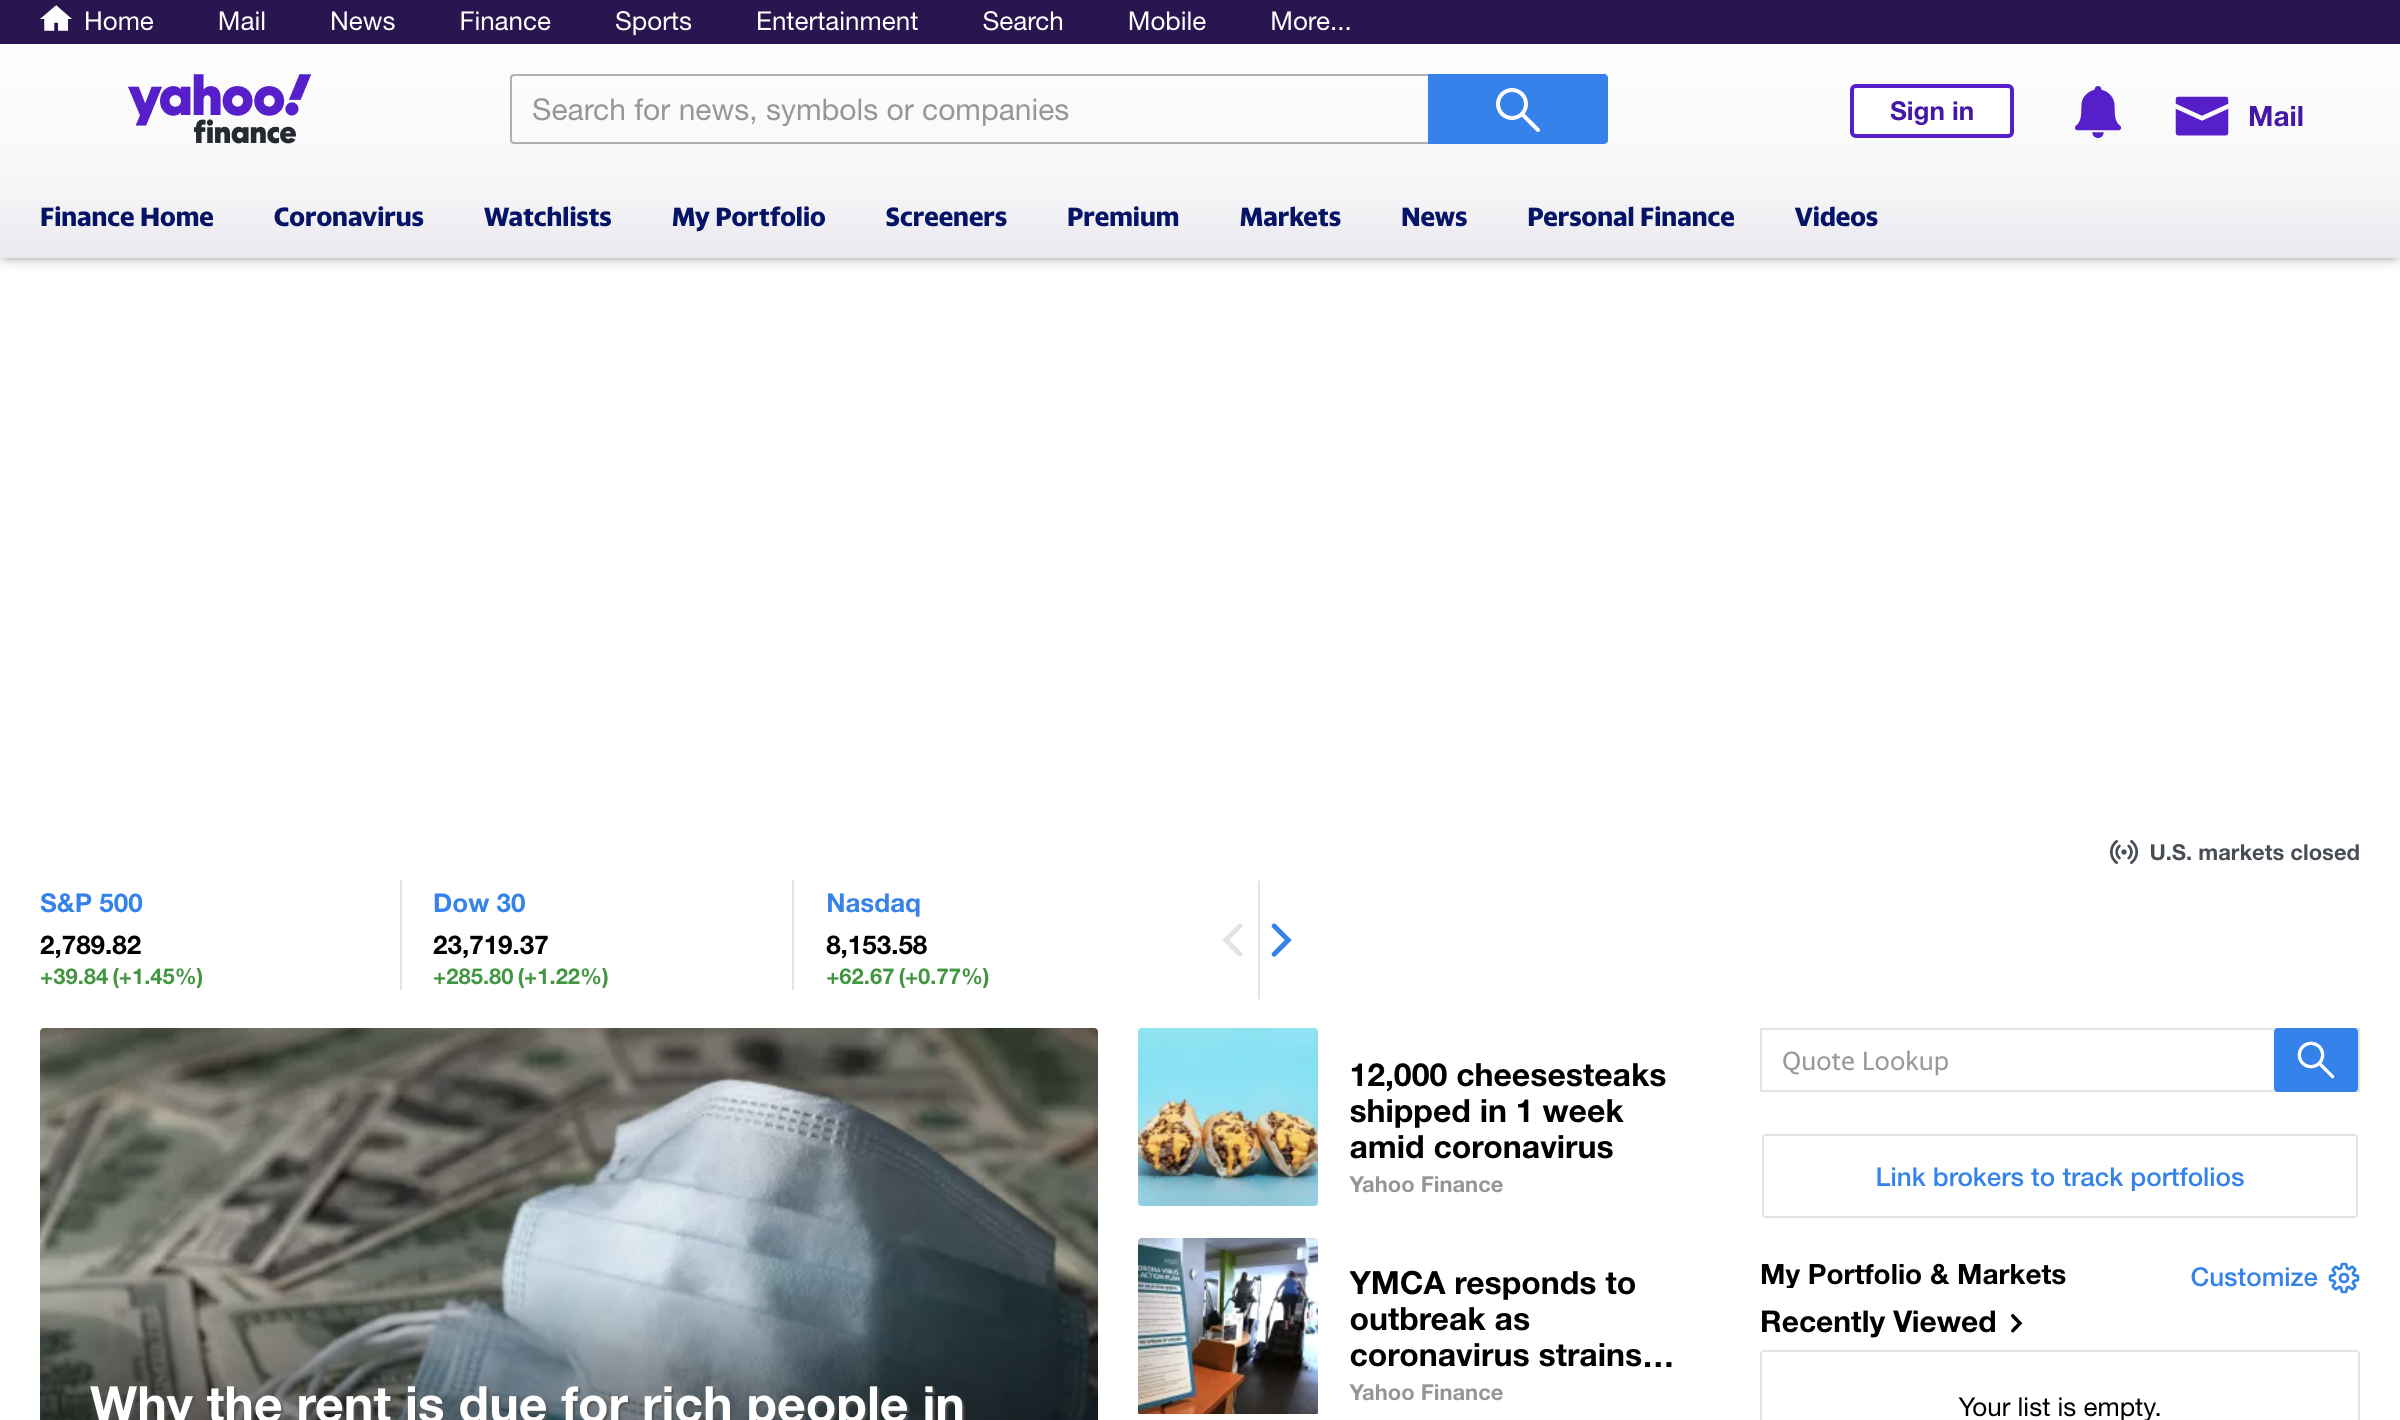 Home Mail News Finance Sports Entertainment Search Mobile More...
yahoo!
finance
Search for news, symbols or companies
Sign in
Mail
Finance Home Coronavirus Watchlists My Portfolio Screeners Premium Markets News Personal Finance Videos
U.S. markets closed
S&P 500
2,789.82
+39.84 (+1.45%)
Dow 30
23,719.37
+285.80 (+1.22%)
Nasdaq
8,153.58
+62.67 (+0.77%)
Why the rent is due for rich people in
12,000 cheesesteaks
shipped in 1 week
amid coronavirus
Yahoo Finance
YMCA responds to
outbreak as
coronavirus strains...
Yahoo Finance
Quote Lookup
Link brokers to track portfolios
My Portfolio & Markets
Customize
Recently Viewed
Your list is empty.